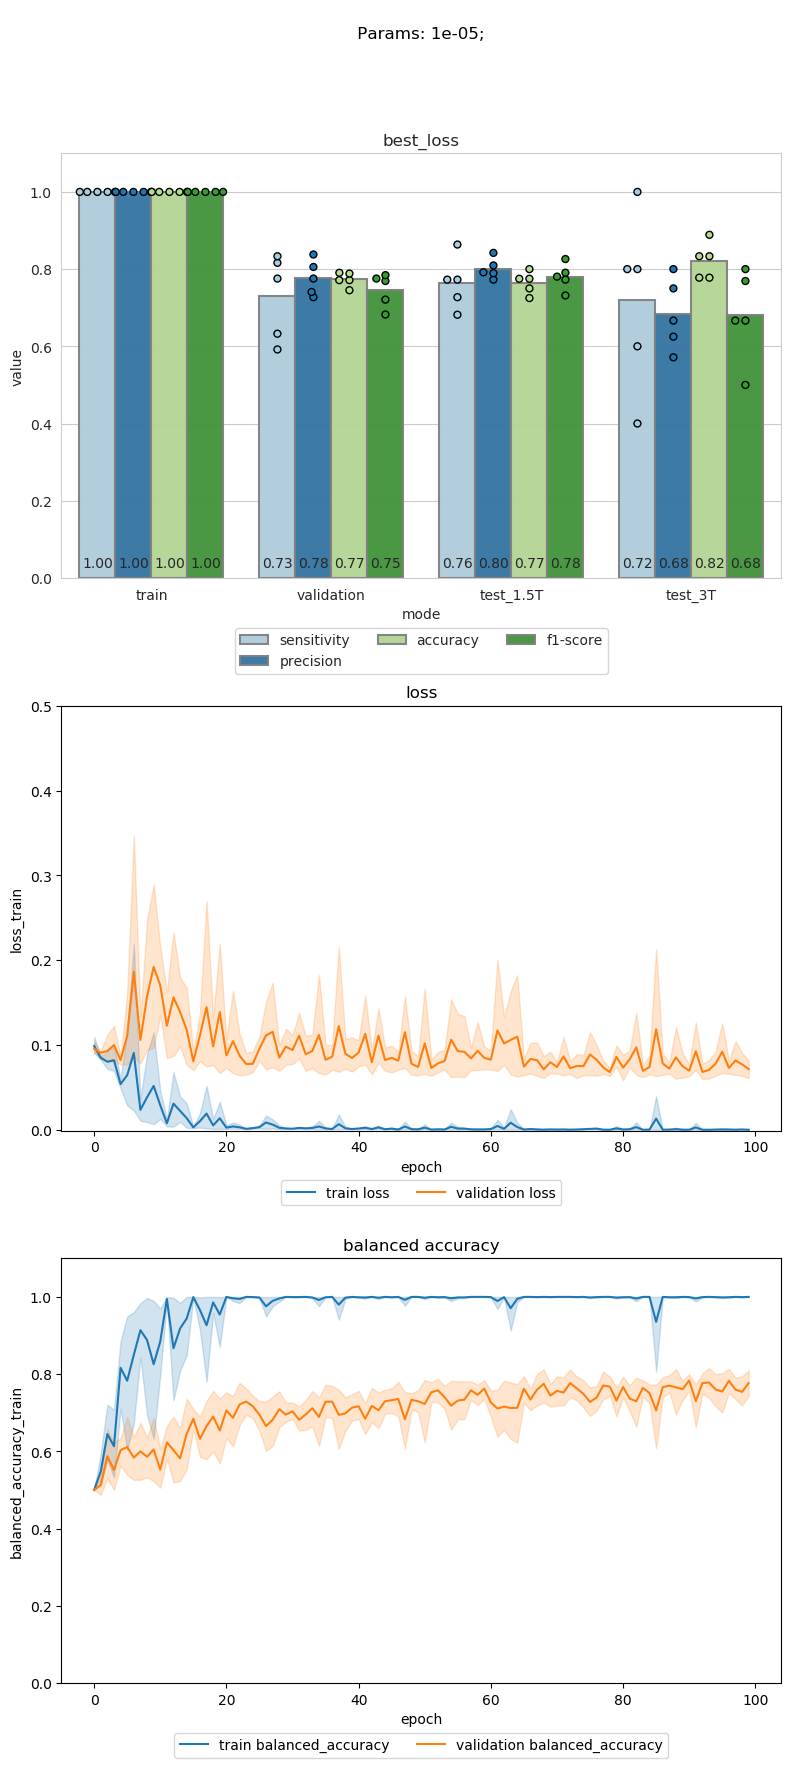 Params: 1e-05;
best_loss
value
1.0
0.8
0.6
0.4
0.2
0.0
1.00 1.00 1.00 1.00 0.73 0.78 0.77 0.75 0.76 0.80 0.77 0.78 0.72 0.68 0.82 0.68
train validation test_1.5T test_3T
mode
sensitivity accuracy f1-score
precision
loss
loss_train
0.5
0.4
0.3
0.2
0.1
0.0
0 20 40 60 80 100
epoch
train loss validation loss
balanced accuracy
balanced_accuracy_train
1.0
0.8
0.6
0.4
0.2
0.0
0 20 40 60 80 100
epoch
train balanced_accuracy validation balanced_accuracy